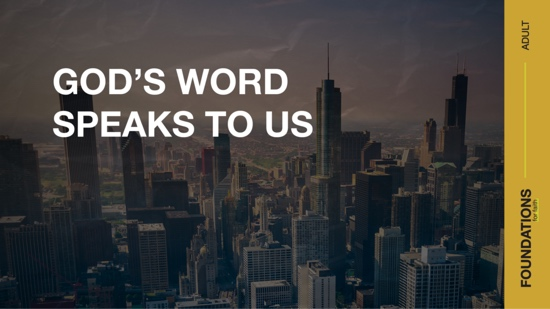 GOD'S WORD
SPEAKS TO US
ADULT
FOUNDATIONS
for faith